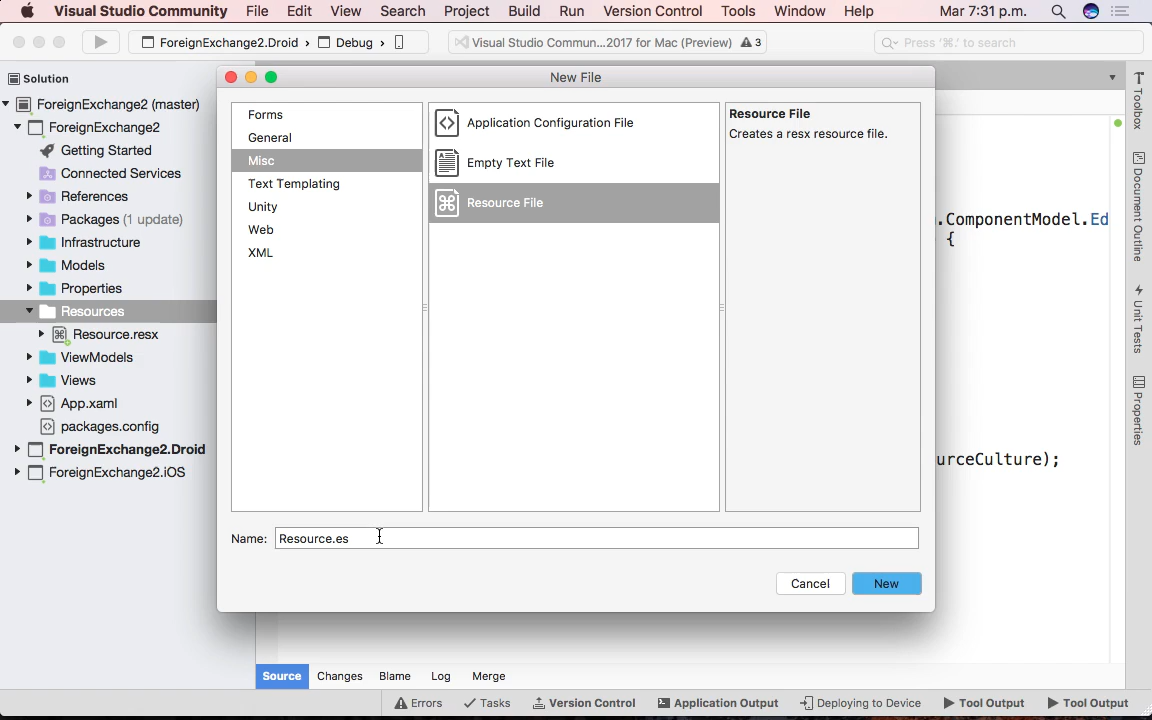 Visual Studio Community File Edit View Search Project Build Run Version Control Tools Window Help Mar 7:31 p.m.
ForeignExchange2.Droid › Debug › Visual Studio Commun...2017 for Mac (Preview) 3 Press '⌘.' to search
Solution
ForeignExchange2 (master)
ForeignExchange2
Getting Started
Connected Services
References
Packages (1 update)
Infrastructure
Models
Properties
Resources
Resource.resx
ViewModels
Views
App.xaml
packages.config
ForeignExchange2.Droid
ForeignExchange2.iOS
New File
Forms
General
Misc
Text Templating
Unity
Web
XML
Application Configuration File
Empty Text File
Resource File
Resource File
Creates a resx resource file.
Name: Resource.es
Cancel New
.ComponentModel.Ed
{
urceCulture);
Toolbox
Document Outline
Unit Tests
Properties
Source Changes Blame Log Merge
Errors Tasks Version Control Application Output Deploying to Device Tool Output Tool Output